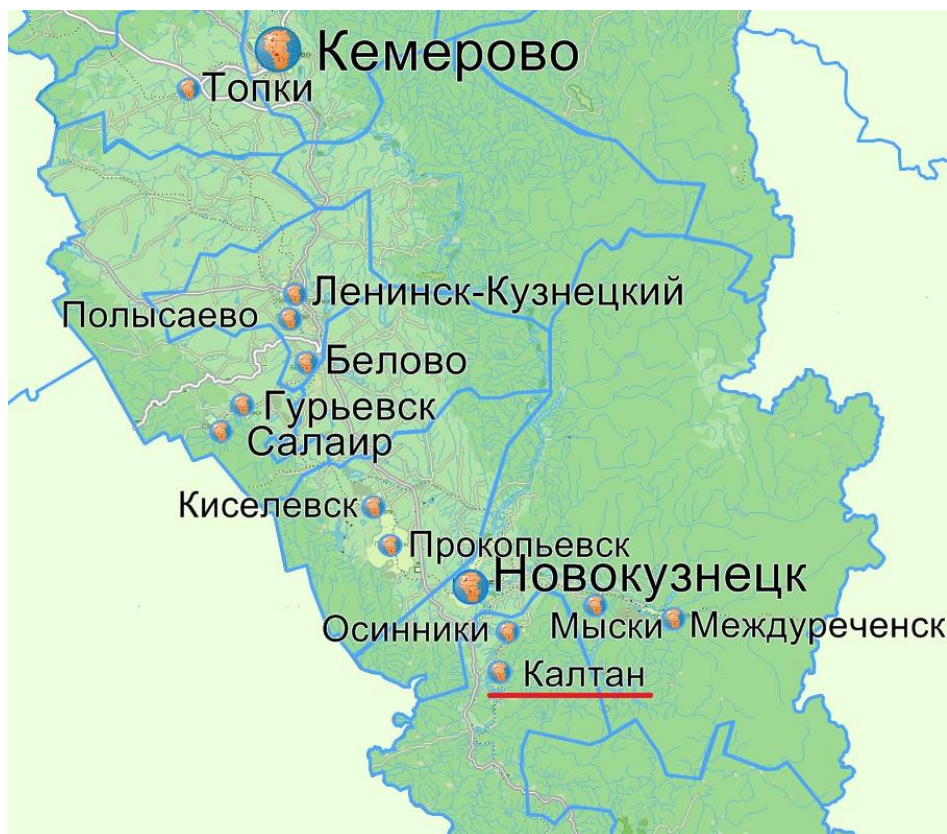 Кемерово
Топки
Ленинск-Кузнецкий
Полысаево
Белово
Гурьевск
Салаир
Киселевск
Прокопьевск
Новокузнецк
Осинники
Мыски
Междуреченск
Калтан